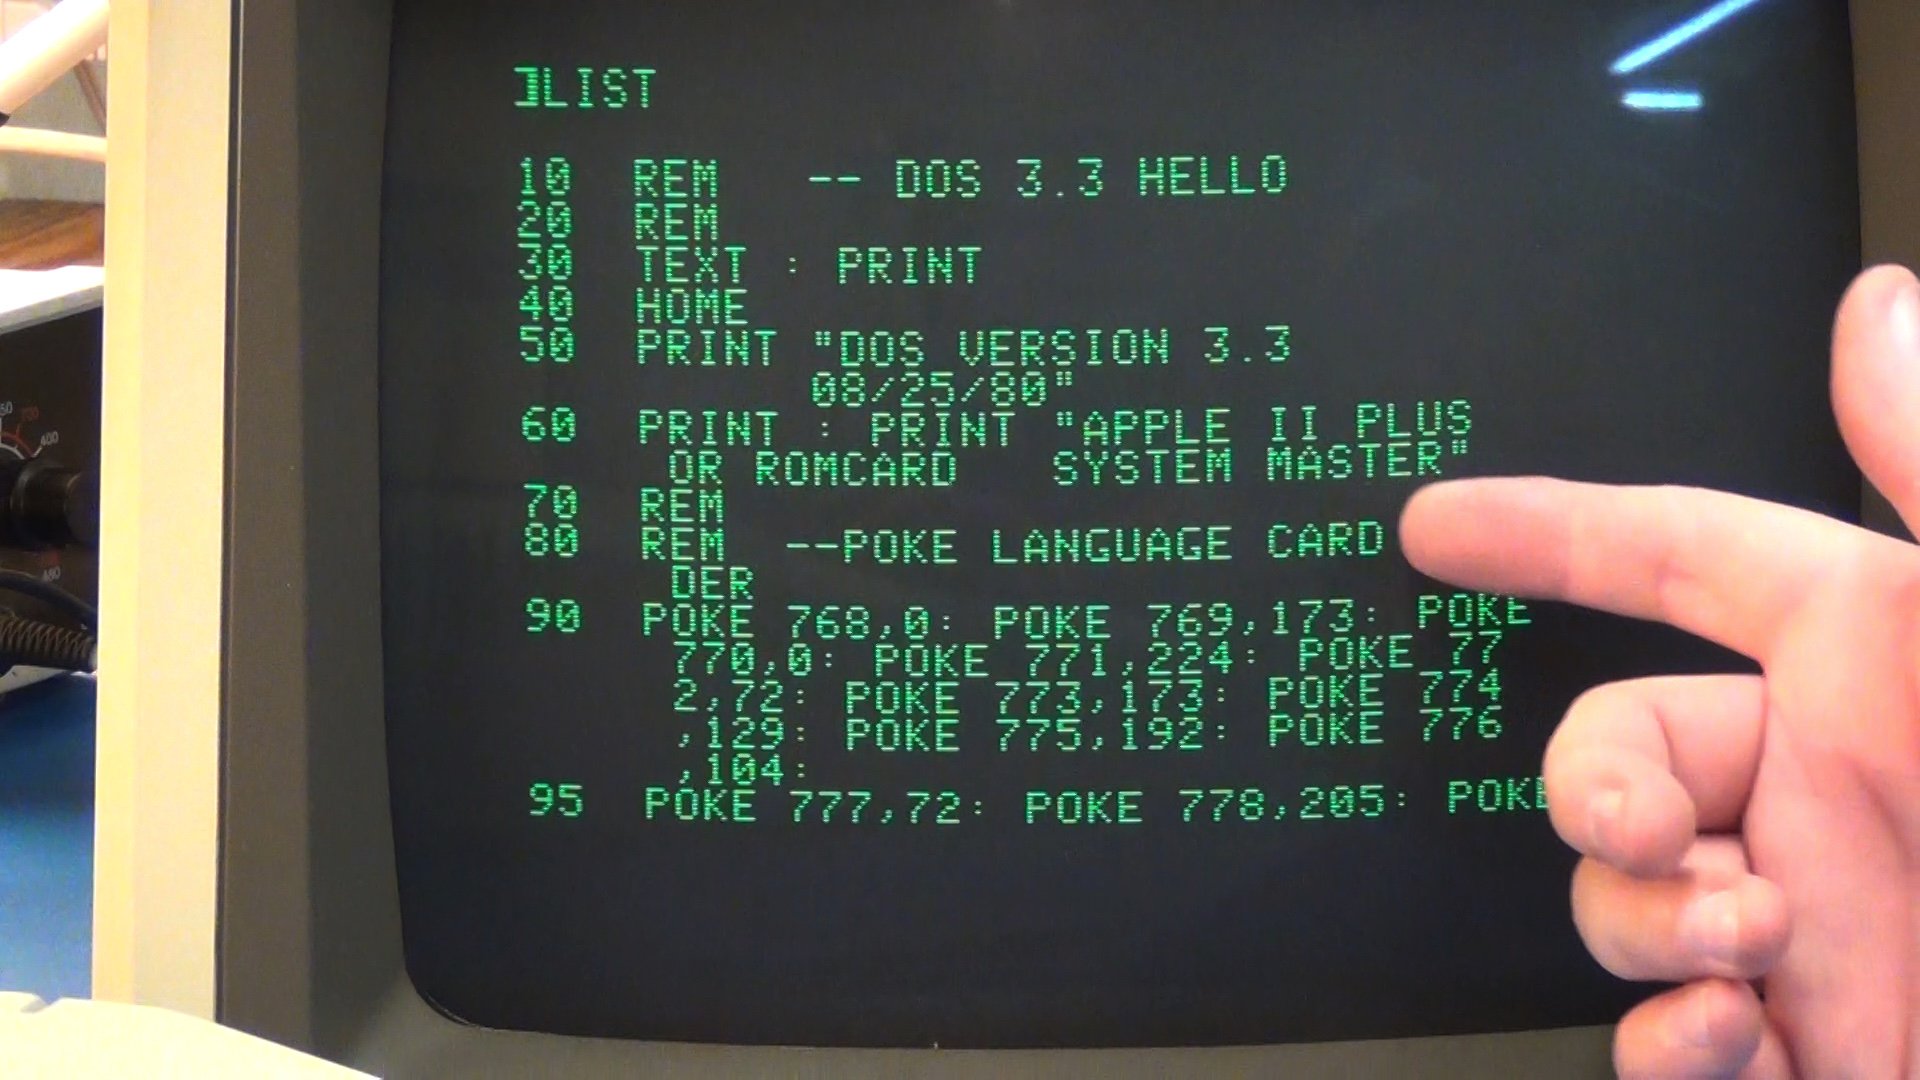 ]LIST
10 REM -- DOS 3.3 HELLO
20 REM
30 TEXT : PRINT
40 HOME
50 PRINT "DOS VERSION 3.3
08/25/80"
60 PRINT : PRINT "APPLE II PLUS
OR ROMCARD SYSTEM MASTER"
70 REM
80 REM --POKE LANGUAGE CARD
DER
90 POKE 768,0: POKE 769,173: POKE
770,0: POKE 771,224: POKE 77
2,72: POKE 773,173: POKE 774
,129: POKE 775,192: POKE 776
,104:
95 POKE 777,72: POKE 778,205: POKE
50
400
480